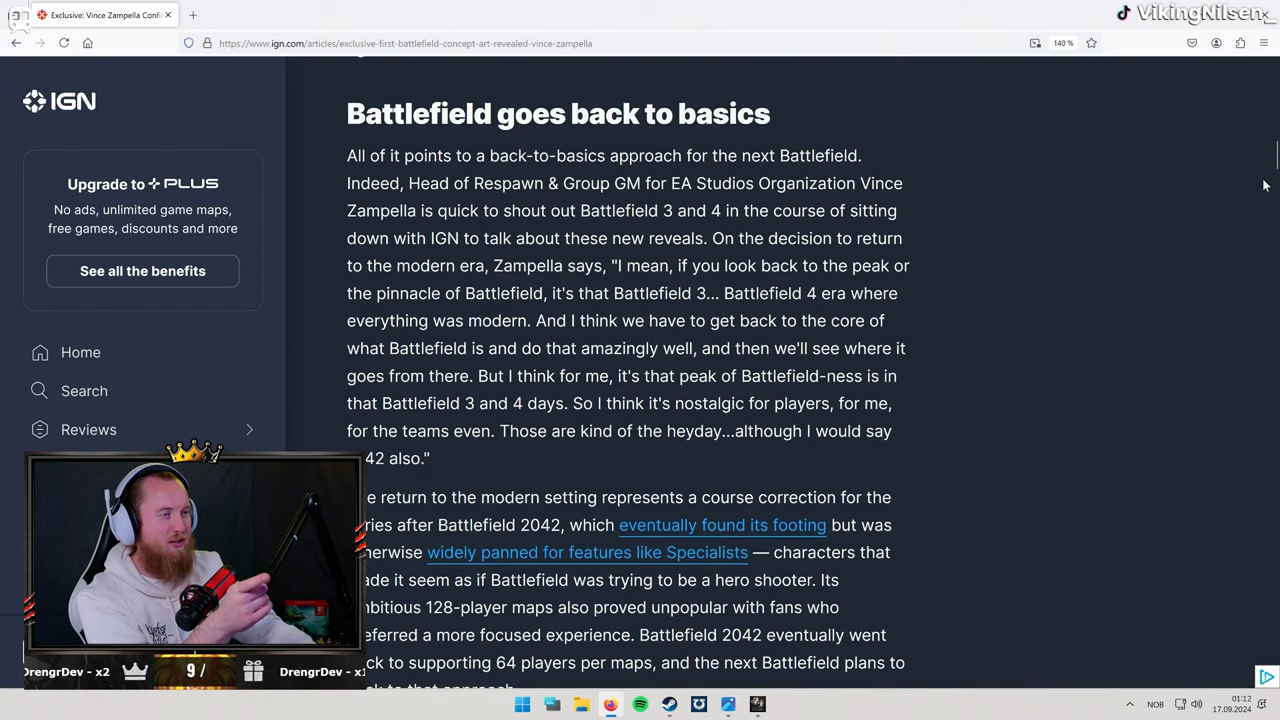 Exclusive: Vince Zampella Confi
VikingNilsen
https://www.ign.com/articles/exclusive-first-battlefield-concept-art-revealed-vince-zampella
140 %
IGN
Upgrade to PLUS
No ads, unlimited game maps,
free games, discounts and more
See all the benefits
Home
Search
Reviews
Battlefield goes back to basics
All of it points to a back-to-basics approach for the next Battlefield.
Indeed, Head of Respawn & Group GM for EA Studios Organization Vince
Zampella is quick to shout out Battlefield 3 and 4 in the course of sitting
down with IGN to talk about these new reveals. On the decision to return
to the modern era, Zampella says, "I mean, if you look back to the peak or
the pinnacle of Battlefield, it's that Battlefield 3... Battlefield 4 era where
everything was modern. And I think we have to get back to the core of
what Battlefield is and do that amazingly well, and then we'll see where it
goes from there. But I think for me, it's that peak of Battlefield-ness is in
that Battlefield 3 and 4 days. So I think it's nostalgic for players, for me,
for the teams even. Those are kind of the heyday...although I would say
42 also."
e return to the modern setting represents a course correction for the
ries after Battlefield 2042, which eventually found its footing but was
herwise widely panned for features like Specialists — characters that
ade it seem as if Battlefield was trying to be a hero shooter. Its
mbitious 128-player maps also proved unpopular with fans who
eferred a more focused experience. Battlefield 2042 eventually went
ck to supporting 64 players per maps, and the next Battlefield plans to
DrengrDev - x2
9 /
DrengrDev - x1
NOB
01:12
17.09.2024